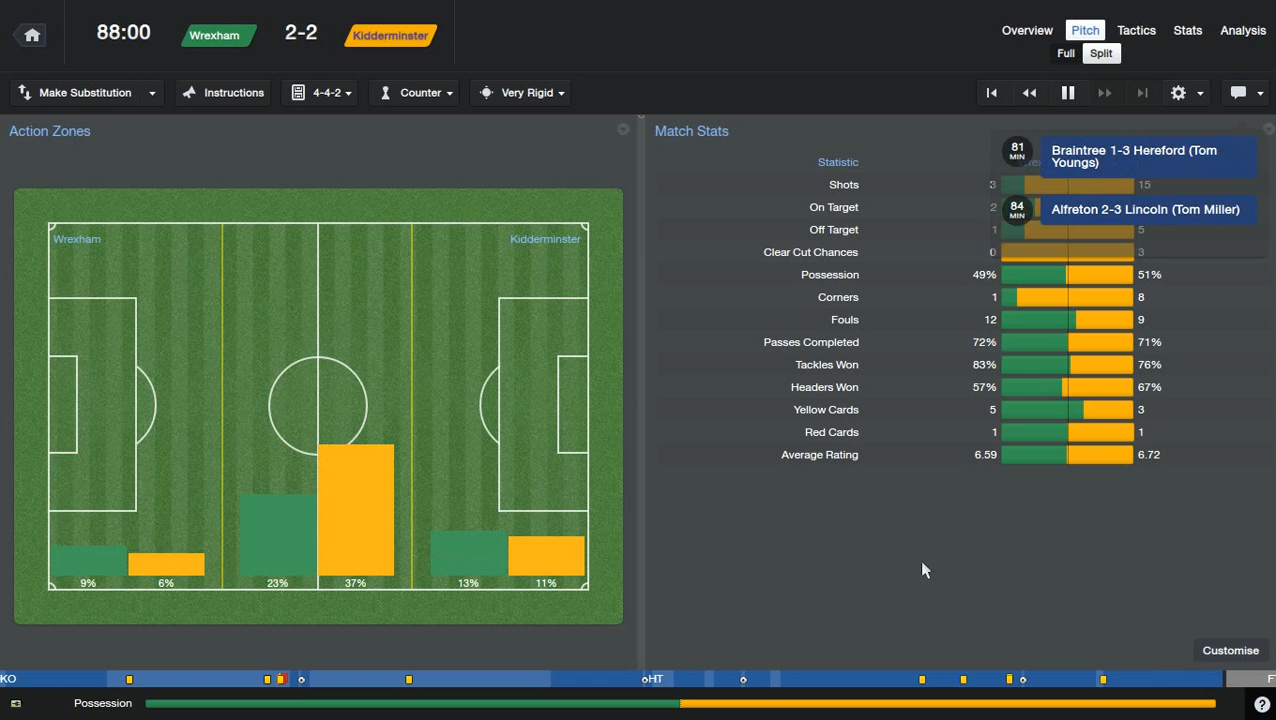 88:00
Wrexham
2-2
Kidderminster
Overview
Pitch
Tactics
Stats
Analysis
Full
Split
Make Substitution
Instructions
4-4-2
Counter
Very Rigid
Action Zones
Wrexham
Kidderminster
9%
6%
23%
37%
13%
11%
Match Stats
81 MIN
Braintree 1-3 Hereford (Tom
Youngs)
84 MIN
Alfreton 2-3 Lincoln (Tom Miller)
Statistic
Shots 3 15
On Target 2
Off Target 1 5
Clear Cut Chances 0 3
Possession 49% 51%
Corners 1 8
Fouls 12 9
Passes Completed 72% 71%
Tackles Won 83% 76%
Headers Won 57% 67%
Yellow Cards 5 3
Red Cards 1 1
Average Rating 6.59 6.72
Customise
KO
HT
F
Possession
?